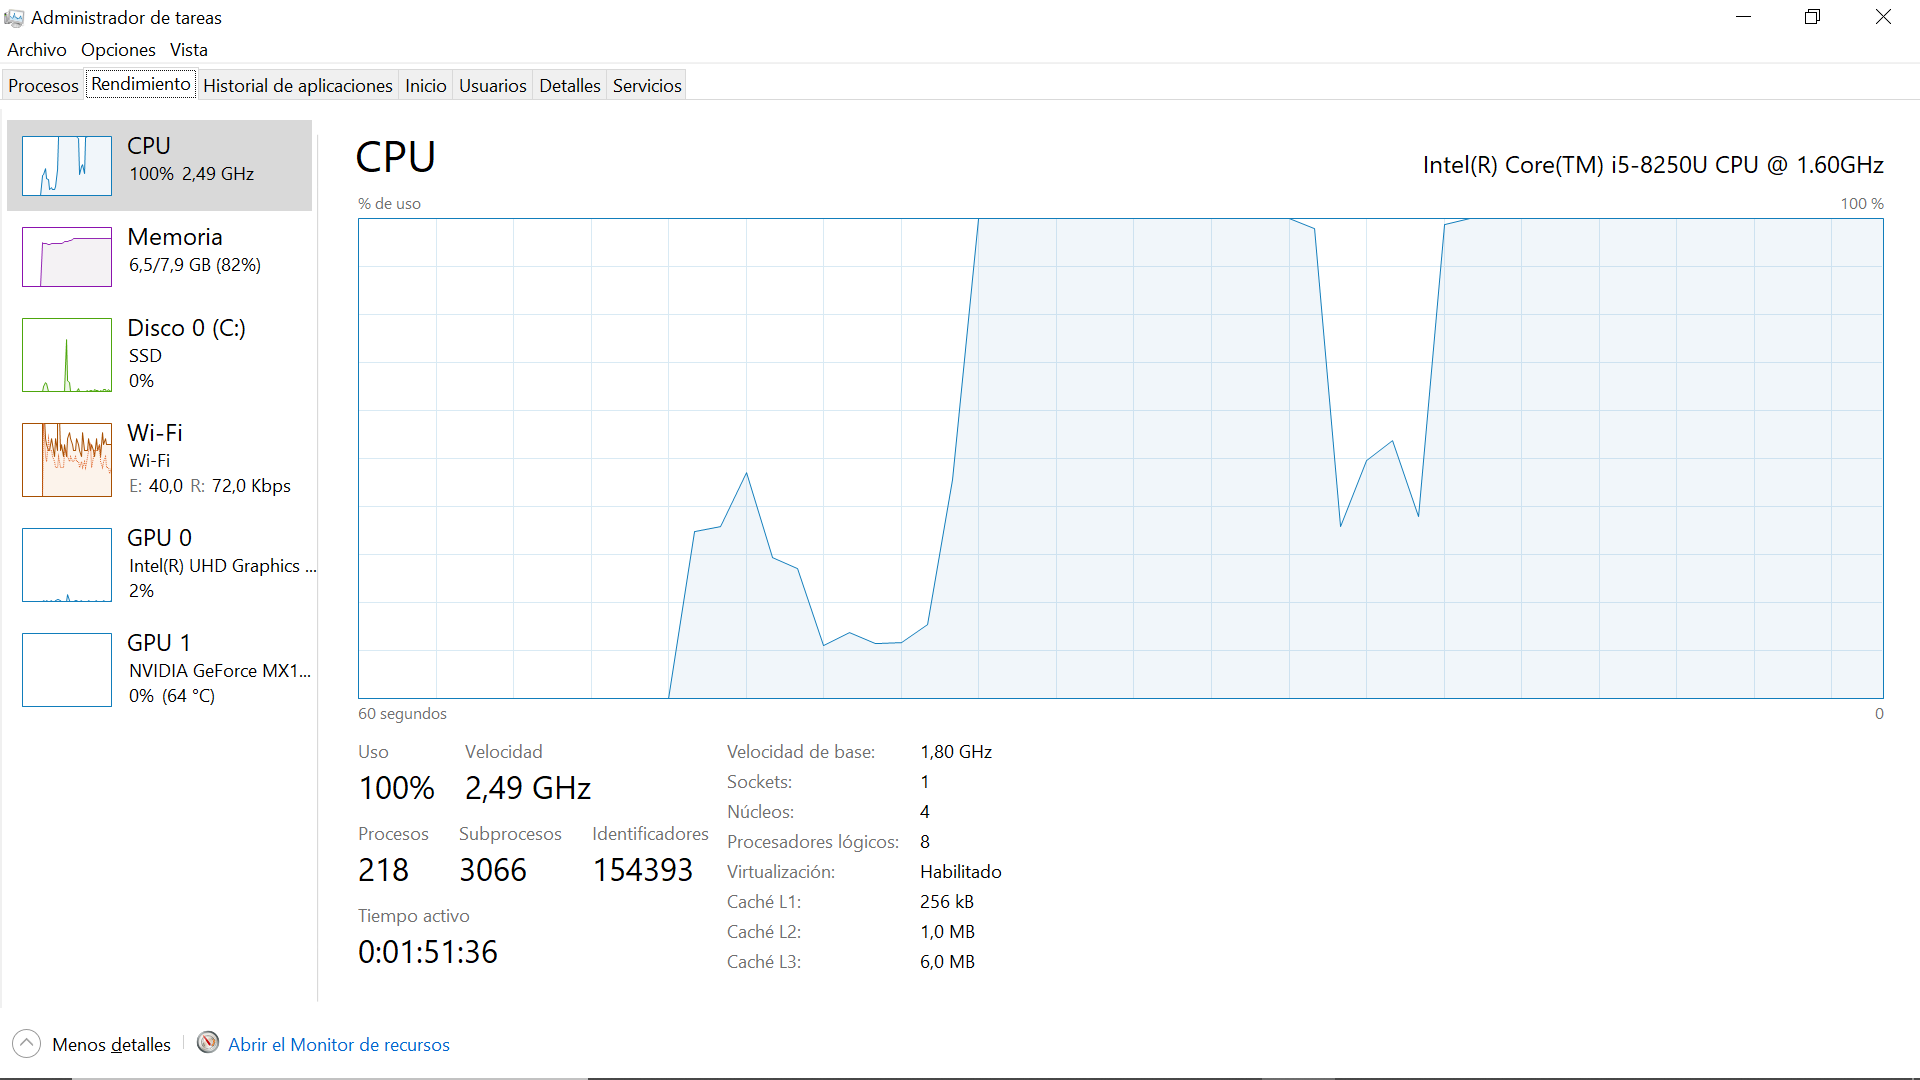 Administrador de tareas
Archivo Opciones Vista
Procesos Rendimiento Historial de aplicaciones Inicio Usuarios Detalles Servicios
CPU
100% 2,49 GHz
Memoria
6,5/7,9 GB (82%)
Disco 0 (C:)
SSD
0%
Wi-Fi
Wi-Fi
E: 40,0 R: 72,0 Kbps
GPU 0
Intel(R) UHD Graphics ...
2%
GPU 1
NVIDIA GeForce MX1...
0% (64 °C)
CPU
Intel(R) Core(TM) i5-8250U CPU @ 1.60GHz
% de uso 100 %
60 segundos 0
Uso Velocidad
100% 2,49 GHz
Procesos Subprocesos Identificadores
218 3066 154393
Tiempo activo
0:01:51:36
Velocidad de base: 1,80 GHz
Sockets: 1
Núcleos: 4
Procesadores lógicos: 8
Virtualización: Habilitado
Caché L1: 256 kB
Caché L2: 1,0 MB
Caché L3: 6,0 MB
Menos detalles Abrir el Monitor de recursos